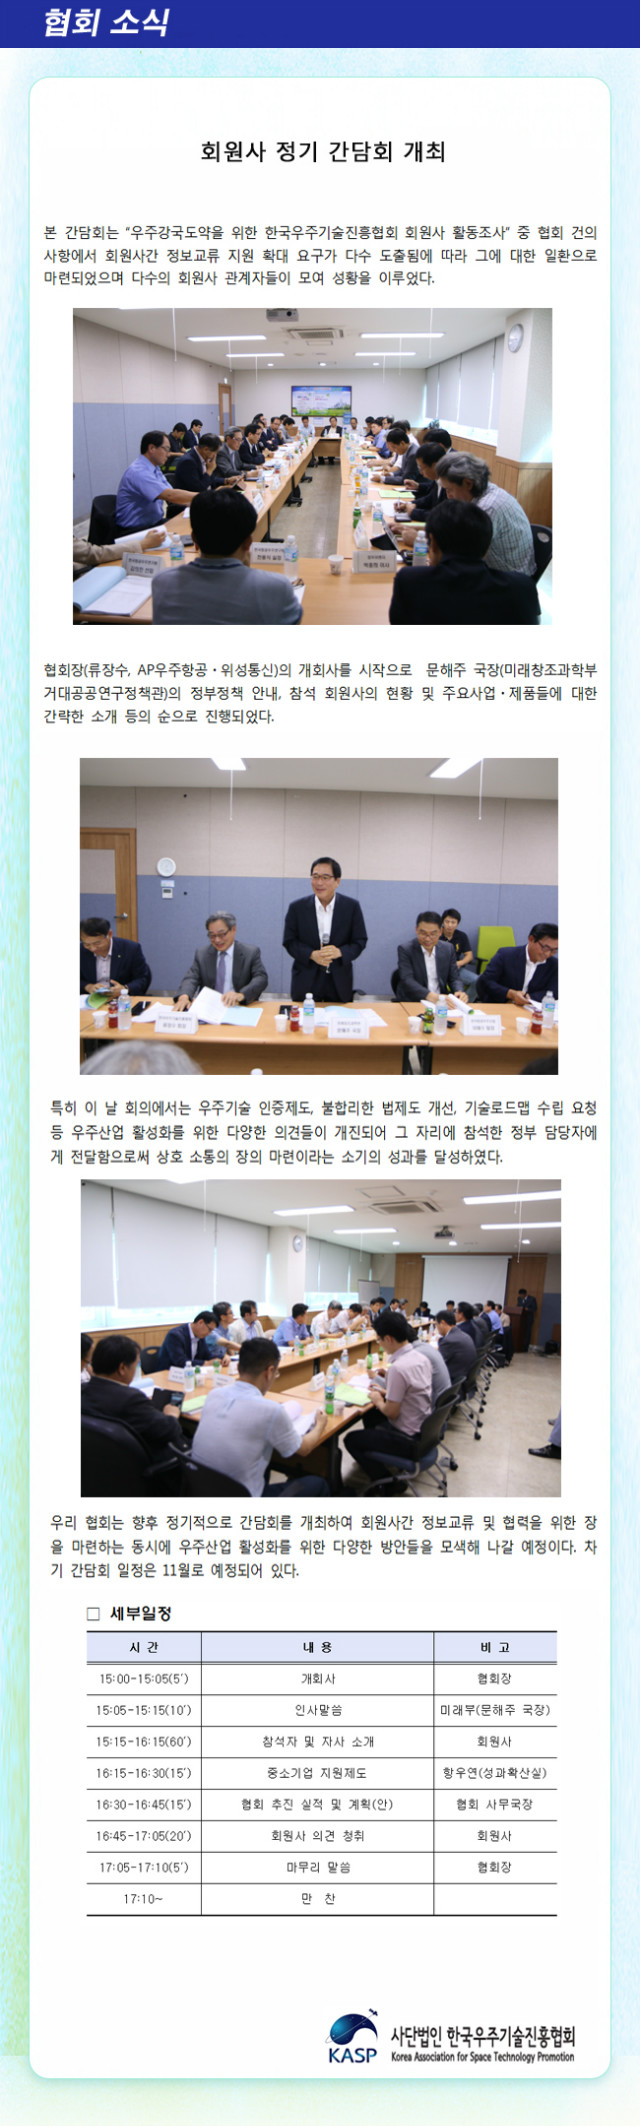 협회 소식
회원사 정기 간담회 개최
본 간담회는 “우주강국도약을 위한 한국우주기술진흥협회 회원사 활동조사” 중 협회 건의
사항에서 회원사간 정보교류 지원 확대 요구가 다수 도출됨에 따라 그에 대한 일환으로
마련되었으며 다수의 회원사 관계자들이 모여 성황을 이루었다.
협회장(류장수, AP우주항공・위성통신)의 개회사를 시작으로 문해주 국장(미래창조과학부
거대공공연구정책관)의 정부정책 안내, 참석 회원사의 현황 및 주요사업・제품들에 대한
간략한 소개 등의 순으로 진행되었다.
특히 이 날 회의에서는 우주기술 인증제도, 불합리한 법제도 개선, 기술로드맵 수립 요청
등 우주산업 활성화를 위한 다양한 의견들이 개진되어 그 자리에 참석한 정부 담당자에
게 전달함으로써 상호 소통의 장의 마련이라는 소기의 성과를 달성하였다.
우리 협회는 향후 정기적으로 간담회를 개최하여 회원사간 정보교류 및 협력을 위한 장
을 마련하는 동시에 우주산업 활성화를 위한 다양한 방안들을 모색해 나갈 예정이다. 차
기 간담회 일정은 11월로 예정되어 있다.
□ 세부일정
시 간 내 용 비 고
15:00-15:05(5′) 개회사 협회장
15:05-15:15(10′) 인사말씀 미래부(문해주 국장)
15:15-16:15(60′) 참석자 및 자사 소개 회원사
16:15-16:30(15′) 중소기업 지원제도 항우연(성과확산실)
16:30-16:45(15′) 협회 추진 실적 및 계획(안) 협회 사무국장
16:45-17:05(20′) 회원사 의견 청취 회원사
17:05-17:10(5′) 마무리 말씀 협회장
17:10~ 만 찬
KASP 사단법인 한국우주기술진흥협회
Korea Association for Space Technology Promotion